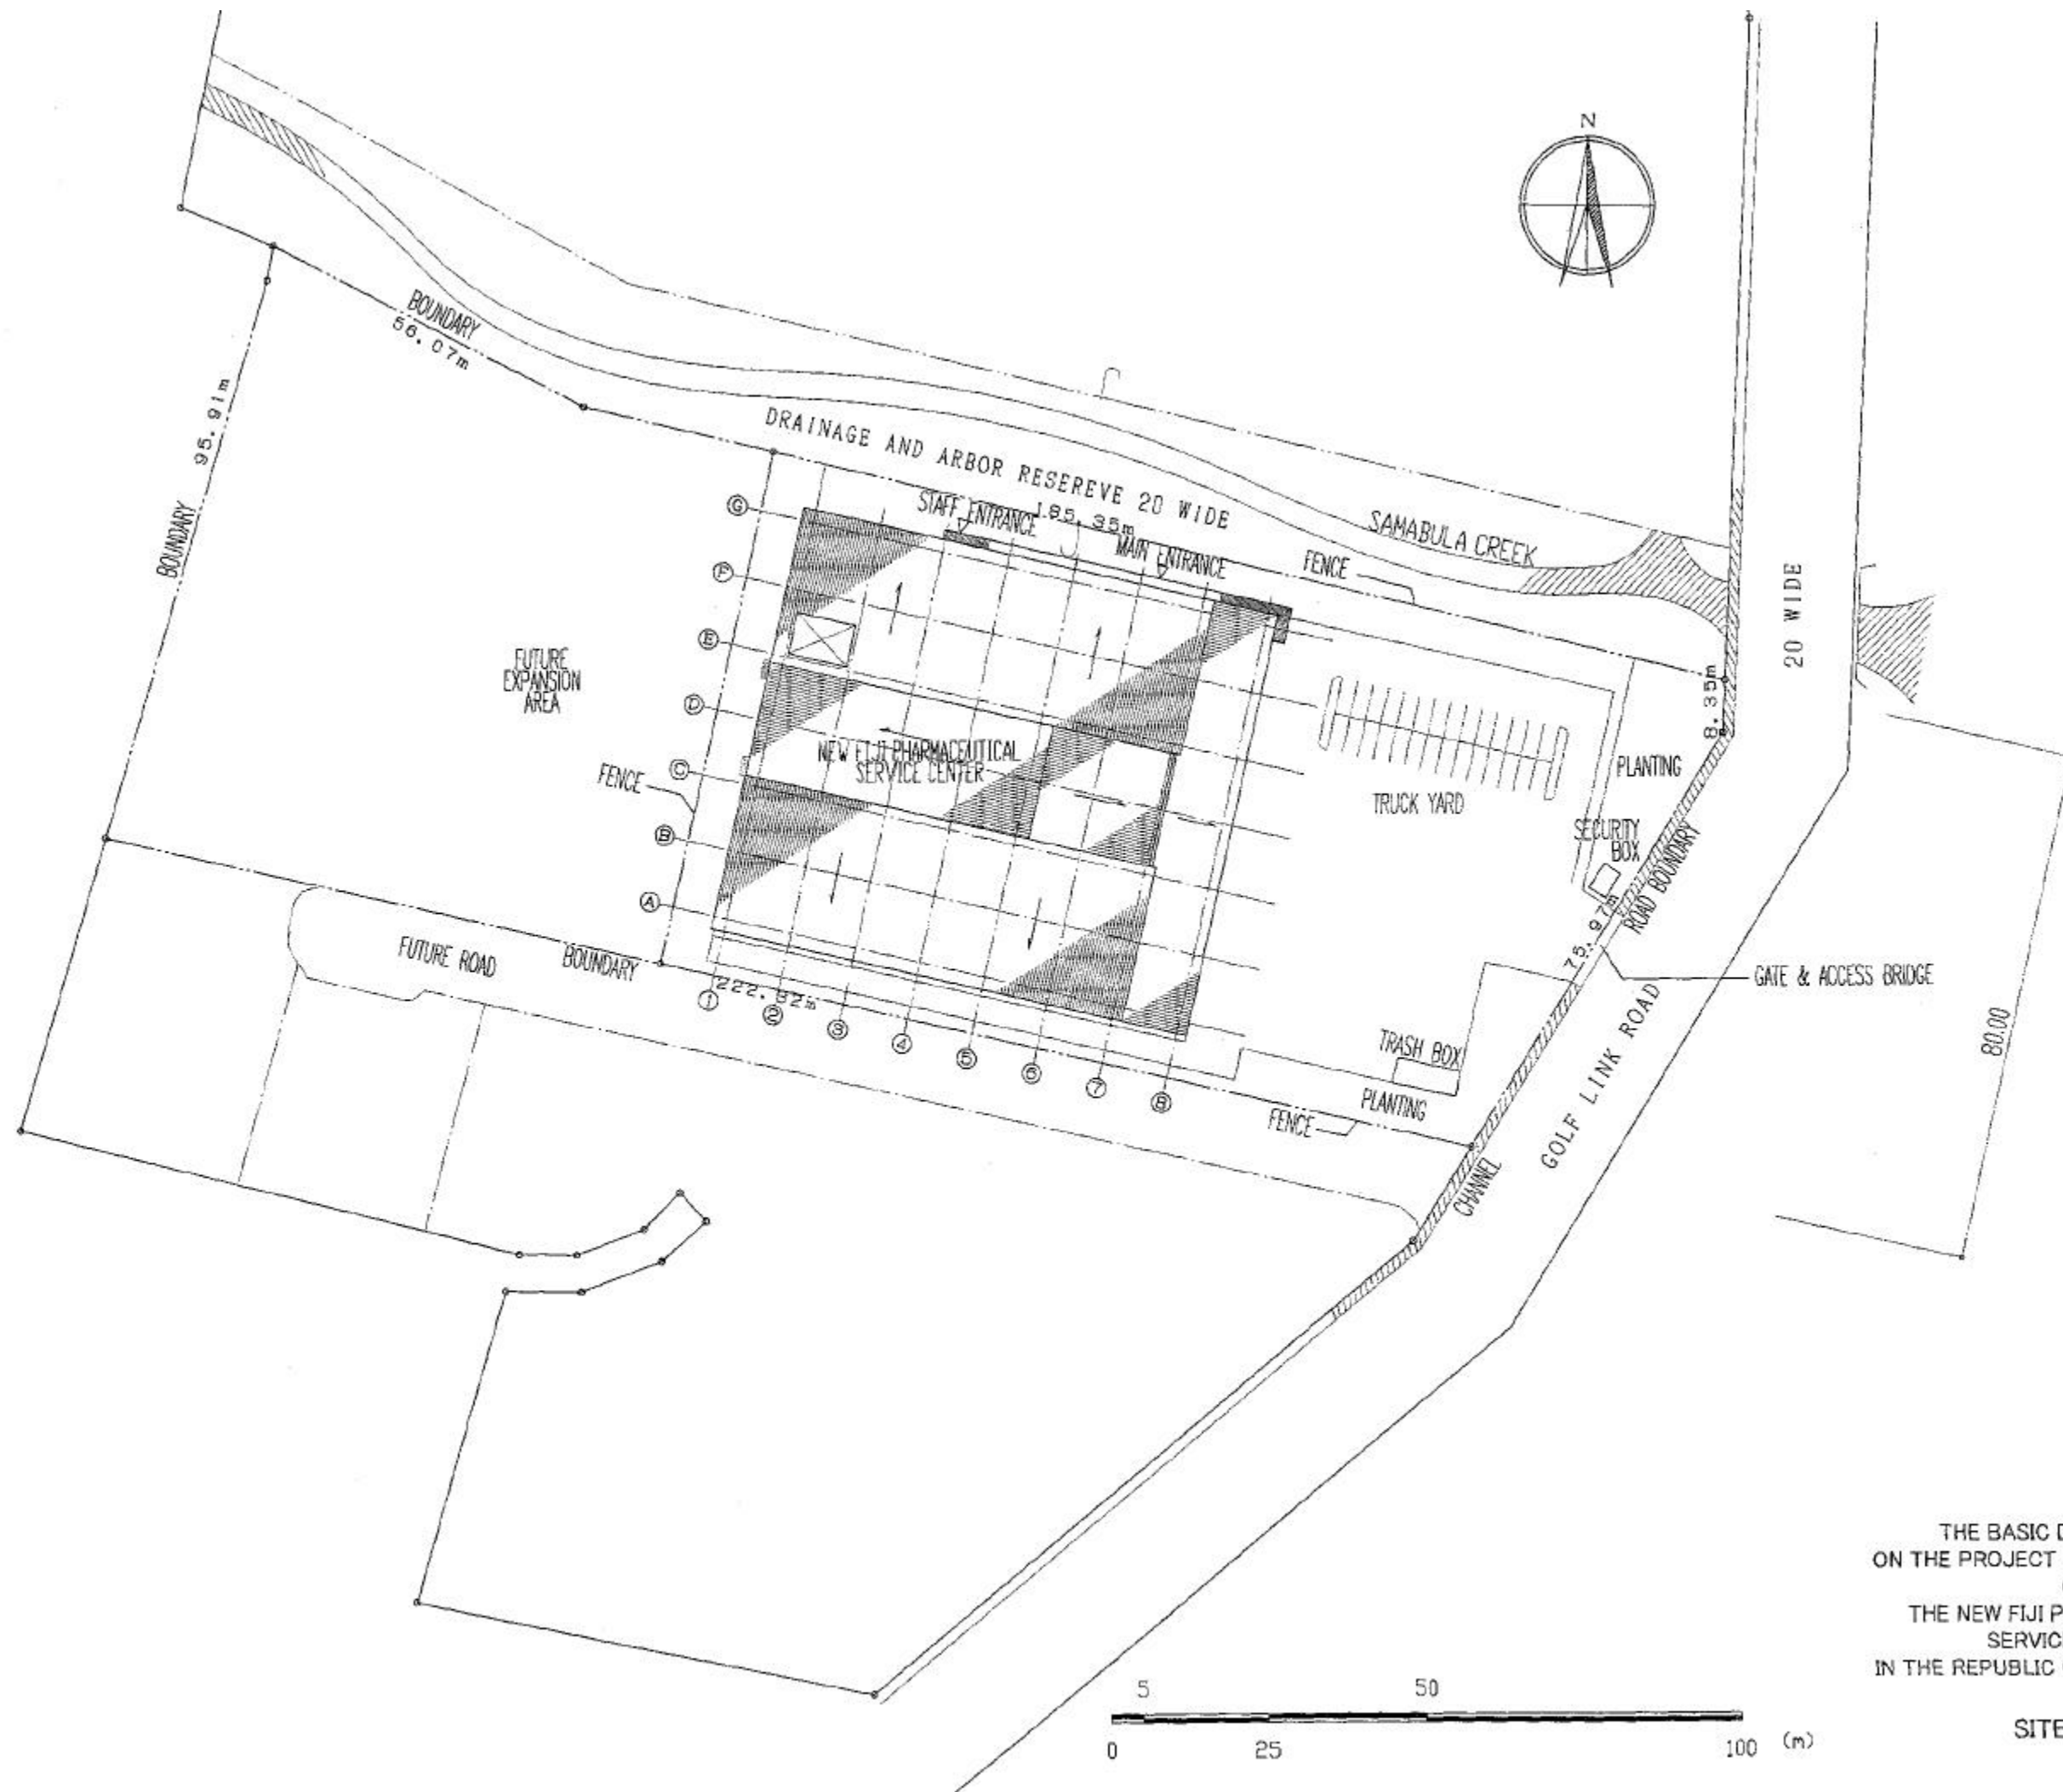 N
BOUNDARY
56.07m
95.91m
BOUNDARY
DRAINAGE AND ARBOR RESEREVE 20 WIDE
STAFF ENTRANCE
185.35m
MAIN ENTRANCE
FENCE
SAMABULA CREEK
20 WIDE
G
F
E
D
C
B
A
FUTURE
EXPANSION
AREA
NEW FIJI PHARMACEUTICAL
SERVICE CENTER
FENCE
8.35m
PLANTING
TRUCK YARD
SECURITY
BOX
ROAD BOUNDARY
75.97m
GATE & ACCESS BRIDGE
FUTURE ROAD
BOUNDARY
222.82m
1
2
3
4
5
6
7
8
TRASH BOX
PLANTING
FENCE
CHANNEL
GOLF LINK ROAD
80.00
THE BASIC
ON THE PROJECT
THE NEW FIJI P
SERVIC
IN THE REPUBLIC
SITE
5
50
0
25
100
(m)